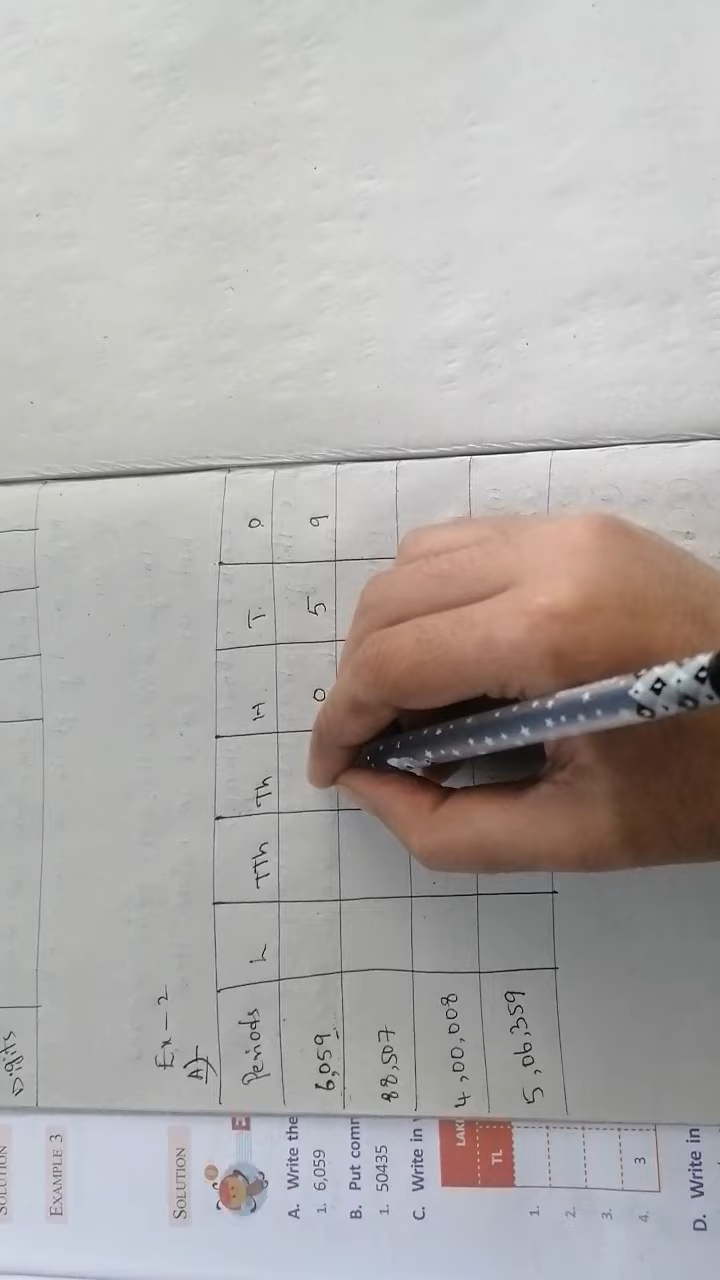 Digits
Ex - 2
A)
Periods L TTh Th H. T. O.
6,059 0 5 9
88,507
4,00,008
5,06,359
SOLUTION
EXAMPLE 3
SOLUTION
E
A. Write the
1. 6,059
B. Put comm
1. 50435
C. Write in
LAKH
TL
1.
2.
3.
4. 3
D. Write in